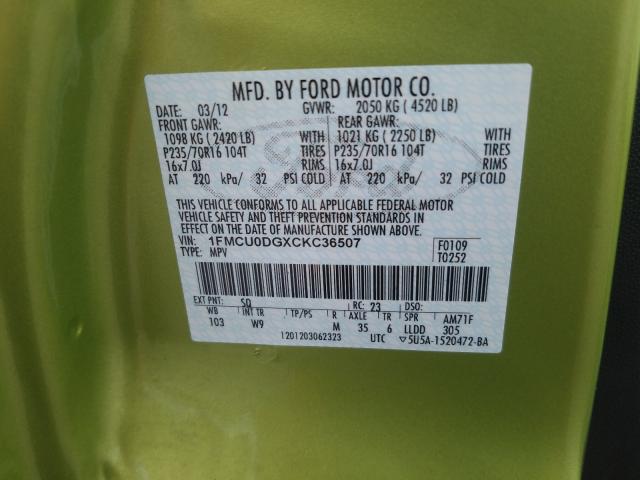 MFD. BY FORD MOTOR CO.
DATE: 03/12 GVWR: 2050 KG ( 4520 LB)
FRONT GAWR: REAR GAWR:
1098 KG ( 2420 LB) WITH 1021 KG ( 2250 LB) WITH
P235/70R16 104T TIRES P235/70R16 104T TIRES
16x7.0J RIMS 16x7.0J RIMS
AT 220 kPa/ 32 PSI COLD AT 220 kPa/ 32 PSI COLD
THIS VEHICLE CONFORMS TO ALL APPLICABLE FEDERAL MOTOR
VEHICLE SAFETY AND THEFT PREVENTION STANDARDS IN
EFFECT ON THE DATE OF MANUFACTURE SHOWN ABOVE.
VIN: 1FMCU0DGXCKC36507 F0109
TYPE: MPV T0252
EXT PNT: SQ RC: 23 DSO:
WB INT TR TP/PS R AXLE TR SPR AM71F
103 W9 M 35 6 LLDD 305
1201203062323 UTC ▽5U5A-1520472-BA